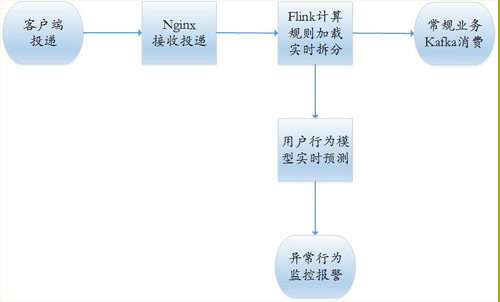 客户端
投递
Nginx
接收投递
Flink计算
规则加载
实时拆分
常规业务
Kafka消费
用户行为模
型实时预测
异常行为
监控报警